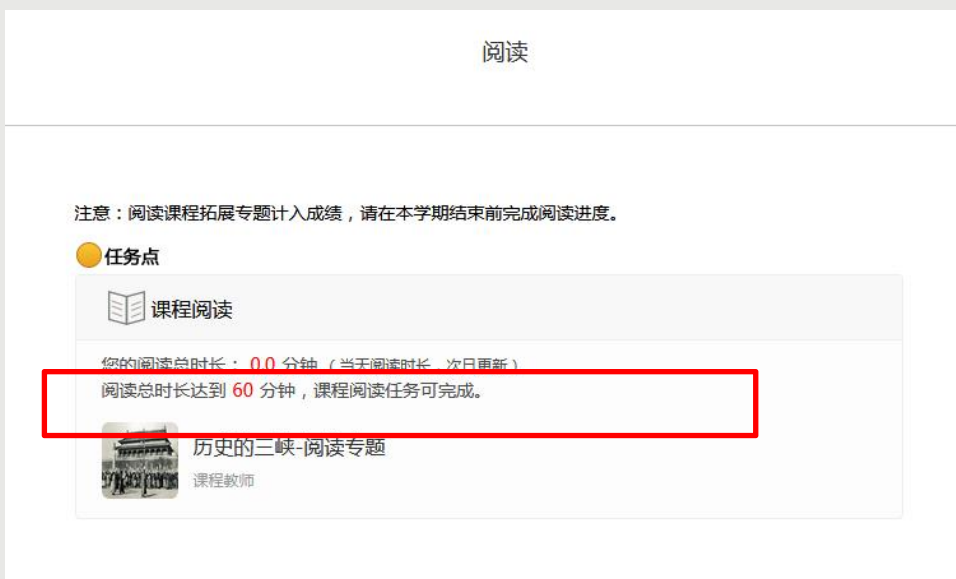 阅读
注意：阅读课程拓展专题计入成绩，请在本学期结束前完成阅读进度。
任务点
课程阅读
您的阅读总时长： 0.0 分钟（当天阅读时长，次日更新）
阅读总时长达到 60 分钟，课程阅读任务可完成。
历史的三峡-阅读专题
课程教师